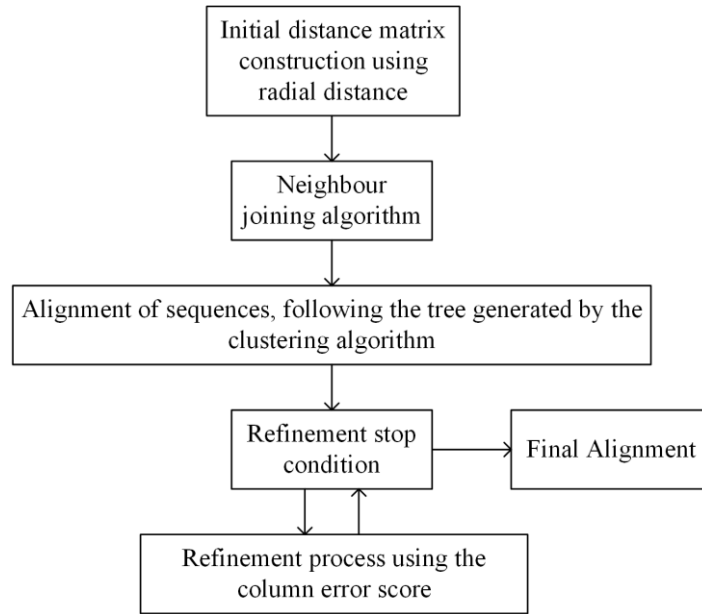 Initial distance matrix
construction using
radial distance
Neighbour
joining algorithm
Alignment of sequences, following the tree generated by the
clustering algorithm
Refinement stop
condition
Final Alignment
Refinement process using the
column error score